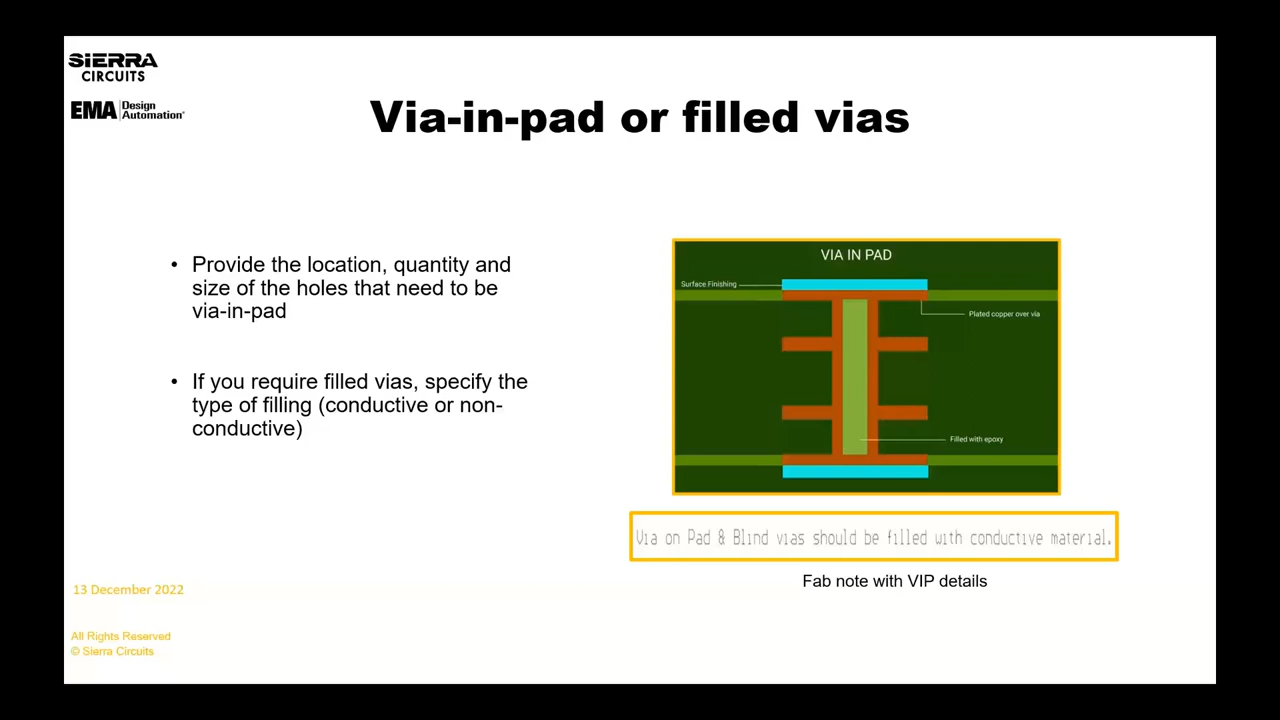 SIERRA
CIRCUITS
EMA Design
Automation®
Via-in-pad or filled vias
• Provide the location, quantity and
size of the holes that need to be
via-in-pad
• If you require filled vias, specify the
type of filling (conductive or non-
conductive)
VIA IN PAD
Surface Finishing
Plated copper over via
Filled with epoxy
Via on Pad & Blind vias should be filled with conductive material.
Fab note with VIP details
13 December 2022
All Rights Reserved
© Sierra Circuits